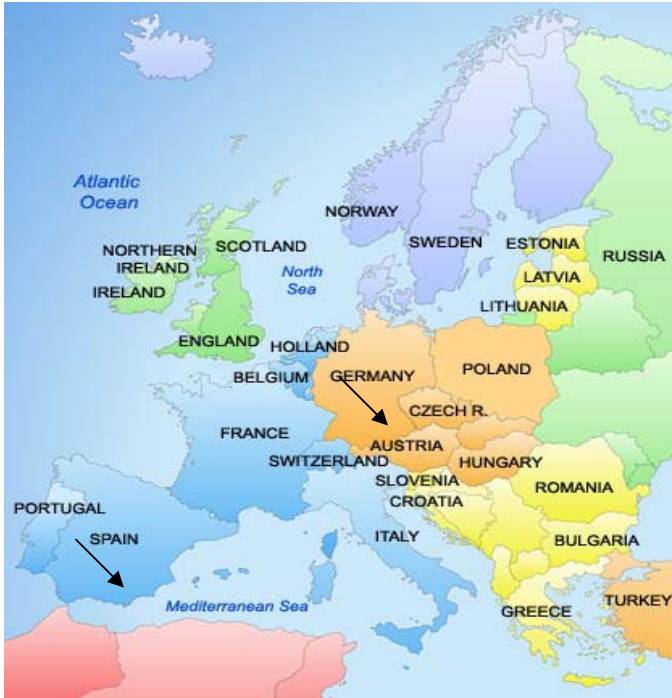 Atlantic
Ocean
NORWAY
SWEDEN
ESTONIA
RUSSIA
NORTHERN
IRELAND
SCOTLAND
North
Sea
LATVIA
IRELAND
LITHUANIA
ENGLAND
HOLLAND
BELGIUM
GERMANY
POLAND
CZECH R.
FRANCE
AUSTRIA
SWITZERLAND
HUNGARY
SLOVENIA
ROMANIA
CROATIA
PORTUGAL
SPAIN
ITALY
BULGARIA
Mediterranean Sea
GREECE
TURKEY